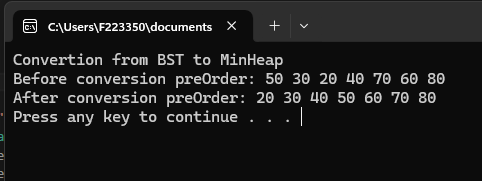 C:\Users\F223350\documents
Convertion from BST to MinHeap
Before conversion preOrder: 50 30 20 40 70 60 80
After conversion preOrder: 20 30 40 50 60 70 80
Press any key to continue . . .